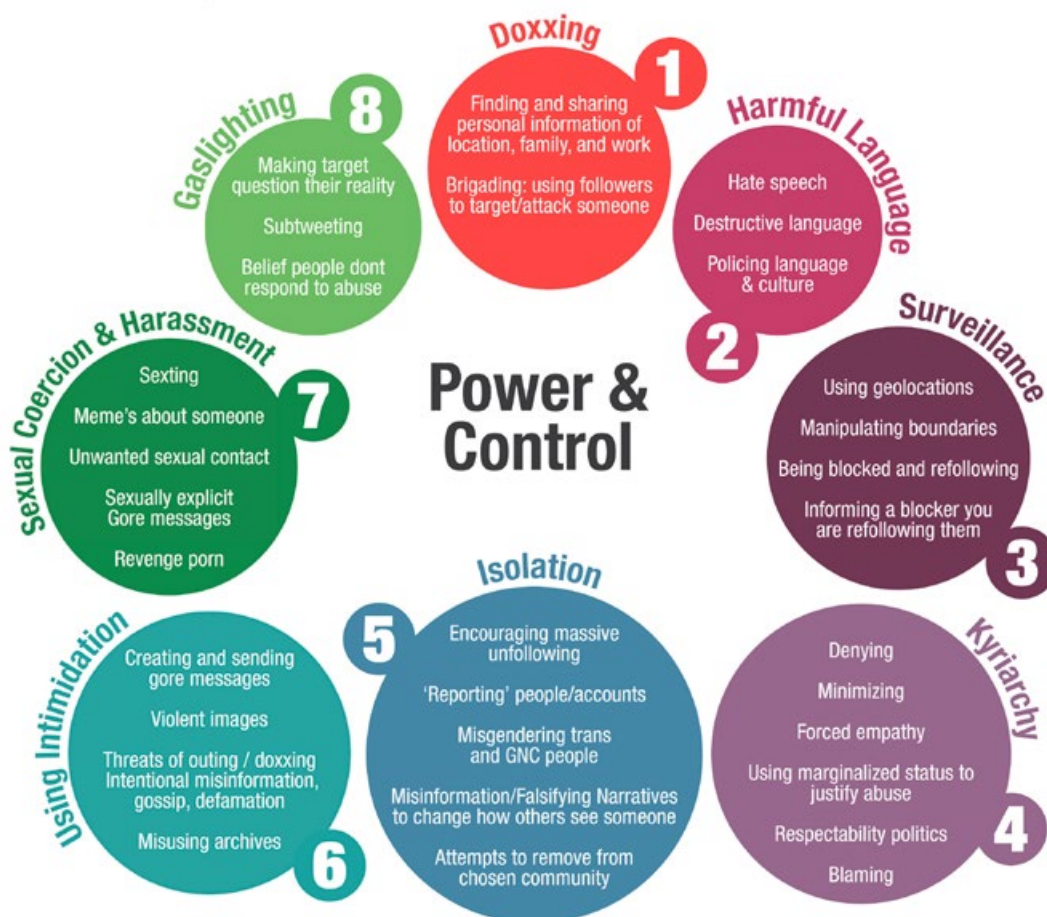 Power &
Control
Doxxing
1
Finding and sharing
personal information of
location, family, and work
Brigading: using followers
to target/attack someone
Harmful Language
2
Hate speech
Destructive language
Policing language
& culture
Surveillance
3
Using geolocations
Manipulating boundaries
Being blocked and refollowing
Informing a blocker you
are refollowing them
Kyriarchy
4
Denying
Minimizing
Forced empathy
Using marginalized status to
justify abuse
Respectability politics
Blaming
Isolation
5
Encouraging massive
unfollowing
'Reporting' people/accounts
Misgendering trans
and GNC people
Misinformation/Falsifying Narratives
to change how others see someone
Attempts to remove from
chosen community
Using Intimidation
6
Creating and sending
gore messages
Violent images
Threats of outing / doxxing
Intentional misinformation,
gossip, defamation
Misusing archives
Sexual Coercion & Harassment
7
Sexting
Meme's about someone
Unwanted sexual contact
Sexually explicit
Gore messages
Revenge porn
Gaslighting
8
Making target
question their reality
Subtweeting
Belief people dont
respond to abuse